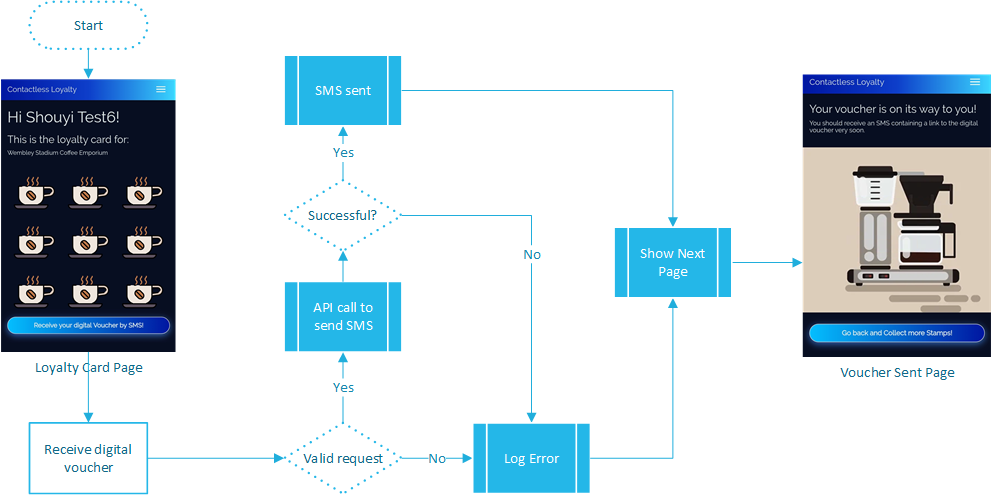 Start
Contactless Loyalty
Hi Shouyi Test6!
This is the loyalty card for:
Wembley Stadium Coffee Emporium
Receive your digital Voucher by SMS!
Loyalty Card Page
Receive digital
voucher
Valid request
Yes
No
API call to
send SMS
Successful?
Yes
No
SMS sent
Log Error
Show Next
Page
Contactless Loyalty
Your voucher is on its way to you!
You should receive an SMS containing a link to the digital
voucher very soon.
Go back and Collect more Stamps!
Voucher Sent Page